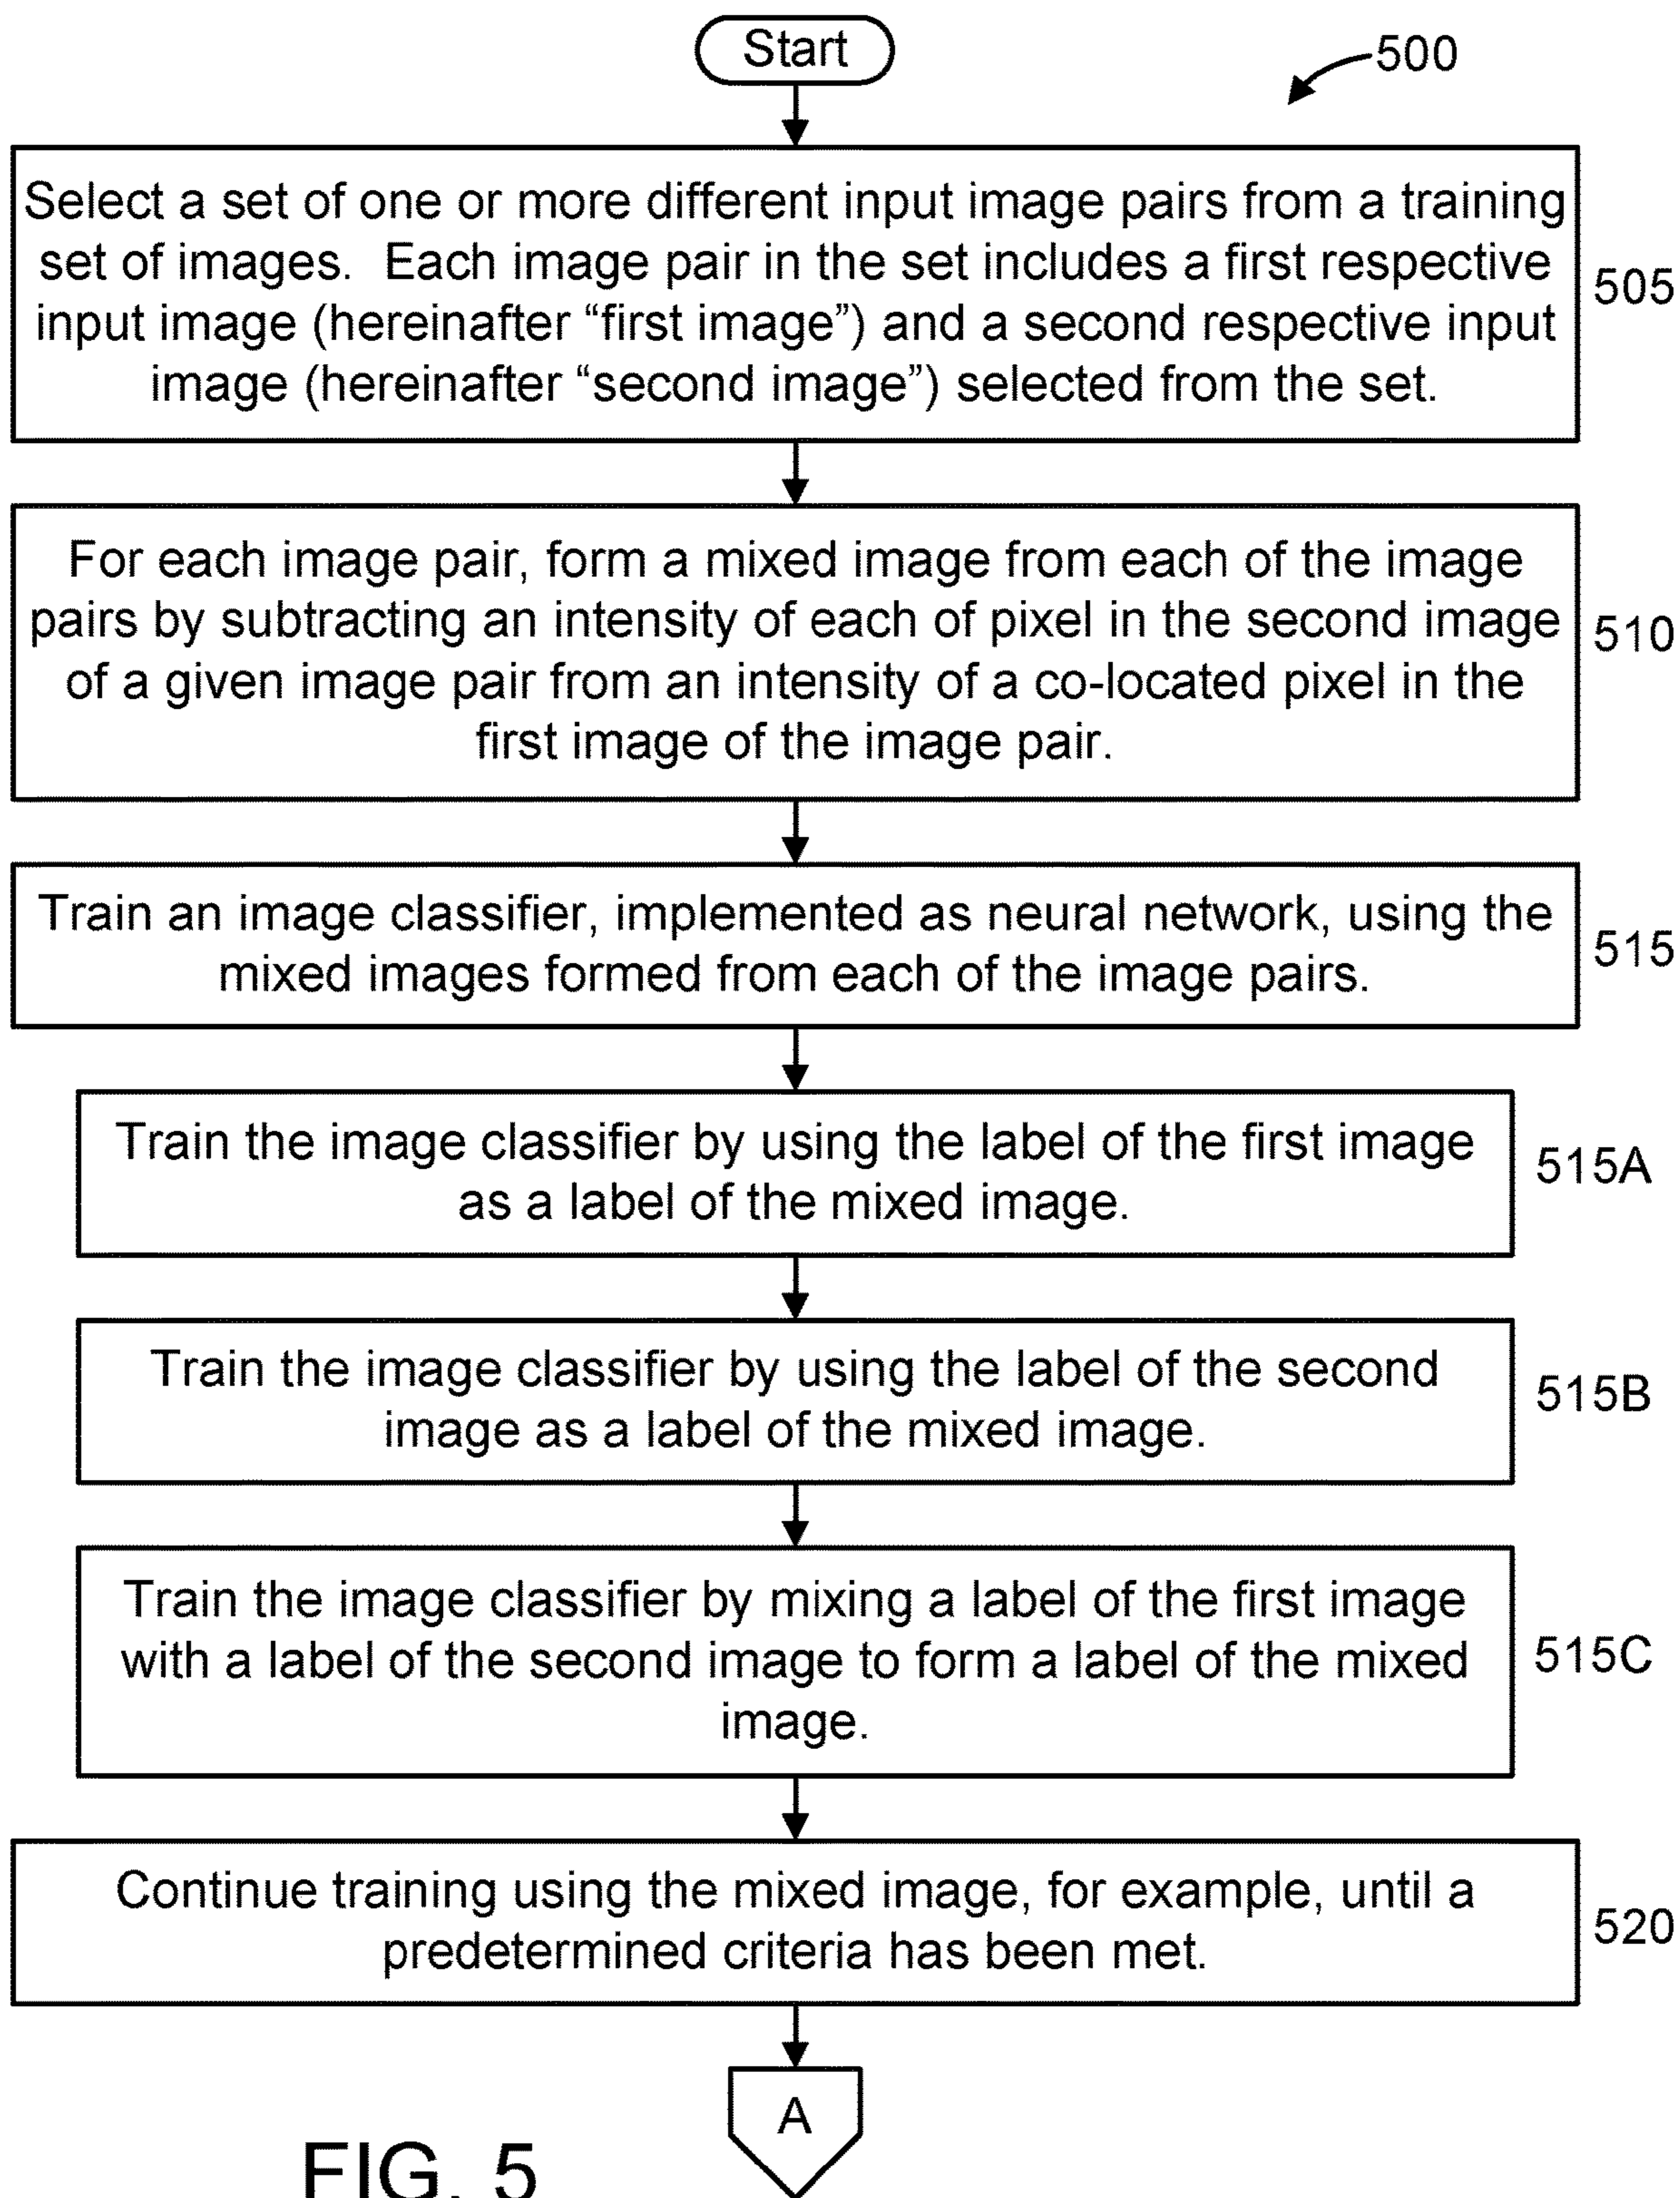 Start
500
Select a set of one or more different input image pairs from a training
set of images.  Each image pair in the set includes a first respective
input image (hereinafter “first image”) and a second respective input
image (hereinafter “second image”) selected from the set.
505
For each image pair, form a mixed image from each of the image
pairs by subtracting an intensity of each of pixel in the second image
of a given image pair from an intensity of a co-located pixel in the
first image of the image pair.
510
Train an image classifier, implemented as neural network, using the
mixed images formed from each of the image pairs.
515
Train the image classifier by using the label of the first image
as a label of the mixed image.
515A
Train the image classifier by using the label of the second
image as a label of the mixed image.
515B
Train the image classifier by mixing a label of the first image
with a label of the second image to form a label of the mixed
image.
515C
Continue training using the mixed image, for example, until a
predetermined criteria has been met.
520
A
FIG. 5